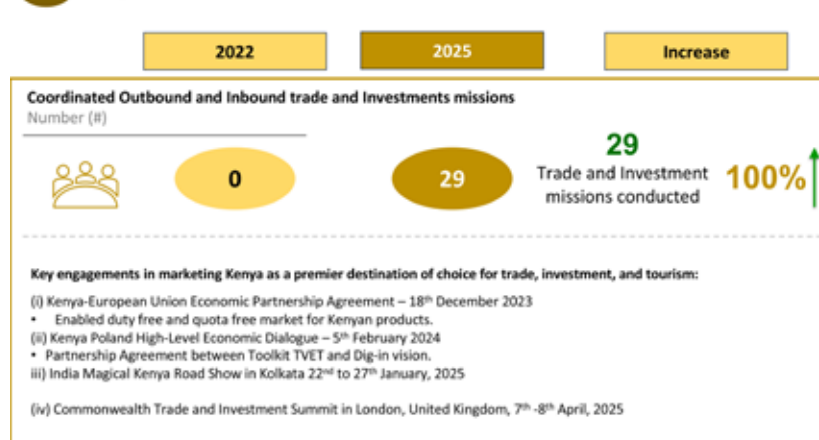 2022
2025
Increase
Coordinated Outbound and Inbound trade and Investments missions
Number (#)
0
29
29
Trade and Investment
missions conducted
100%
Key engagements in marketing Kenya as a premier destination of choice for trade, investment, and tourism:
(i) Kenya-European Union Economic Partnership Agreement – 18th December 2023
• Enabled duty free and quota free market for Kenyan products.
(ii) Kenya Poland High-Level Economic Dialogue – 5th February 2024
• Partnership Agreement between Toolkit TVET and Dig-in vision.
iii) India Magical Kenya Road Show in Kolkata 22nd to 27th January, 2025
(iv) Commonwealth Trade and Investment Summit in London, United Kingdom, 7th -8th April, 2025